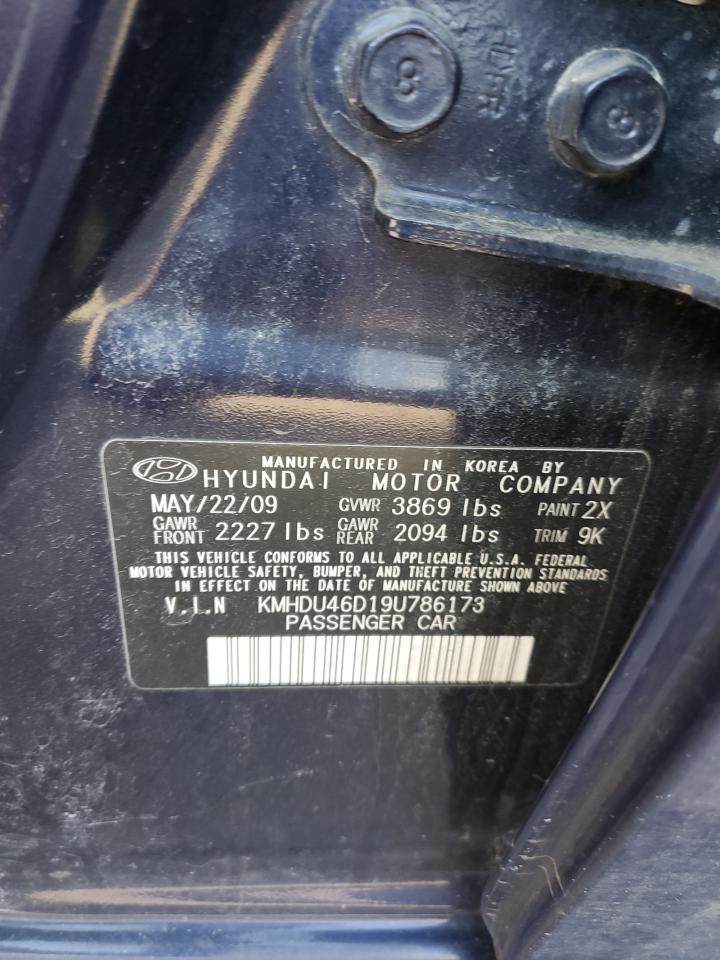 8
8
MANUFACTURED IN KOREA BY
HYUNDAI MOTOR COMPANY
MAY/22/09 GVWR 3869 lbs PAINT 2X
GAWR FRONT 2227 lbs GAWR REAR 2094 lbs TRIM 9K
THIS VEHICLE CONFORMS TO ALL APPLICABLE U.S.A. FEDERAL
MOTOR VEHICLE SAFETY, BUMPER, AND THEFT PREVENTION STANDARDS
IN EFFECT ON THE DATE OF MANUFACTURE SHOWN ABOVE
V.I.N KMHDU46D19U786173
PASSENGER CAR